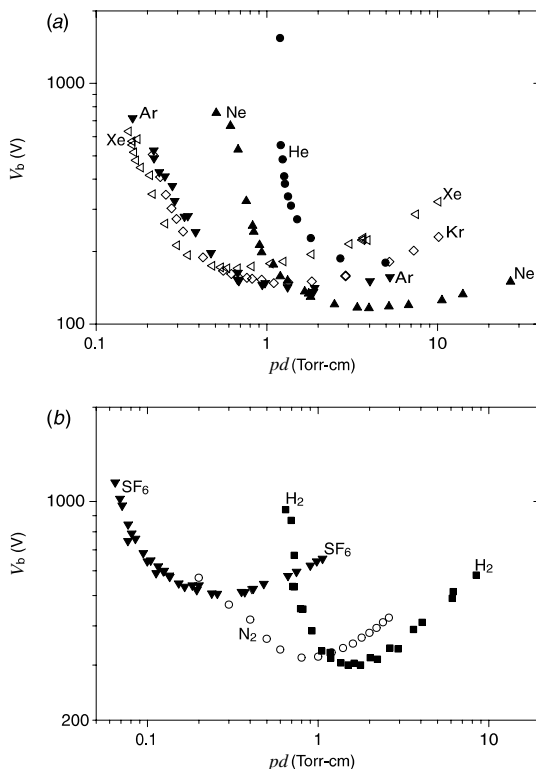 (a)
1000
Ar
Ne
Xe
He
V_b (V)
Xe
Kr
Ar
Ne
100
0.1
1
10
pd (Torr-cm)
(b)
SF6
1000
H2
SF6
H2
V_b (V)
N2
200
0.1
1
10
pd (Torr-cm)